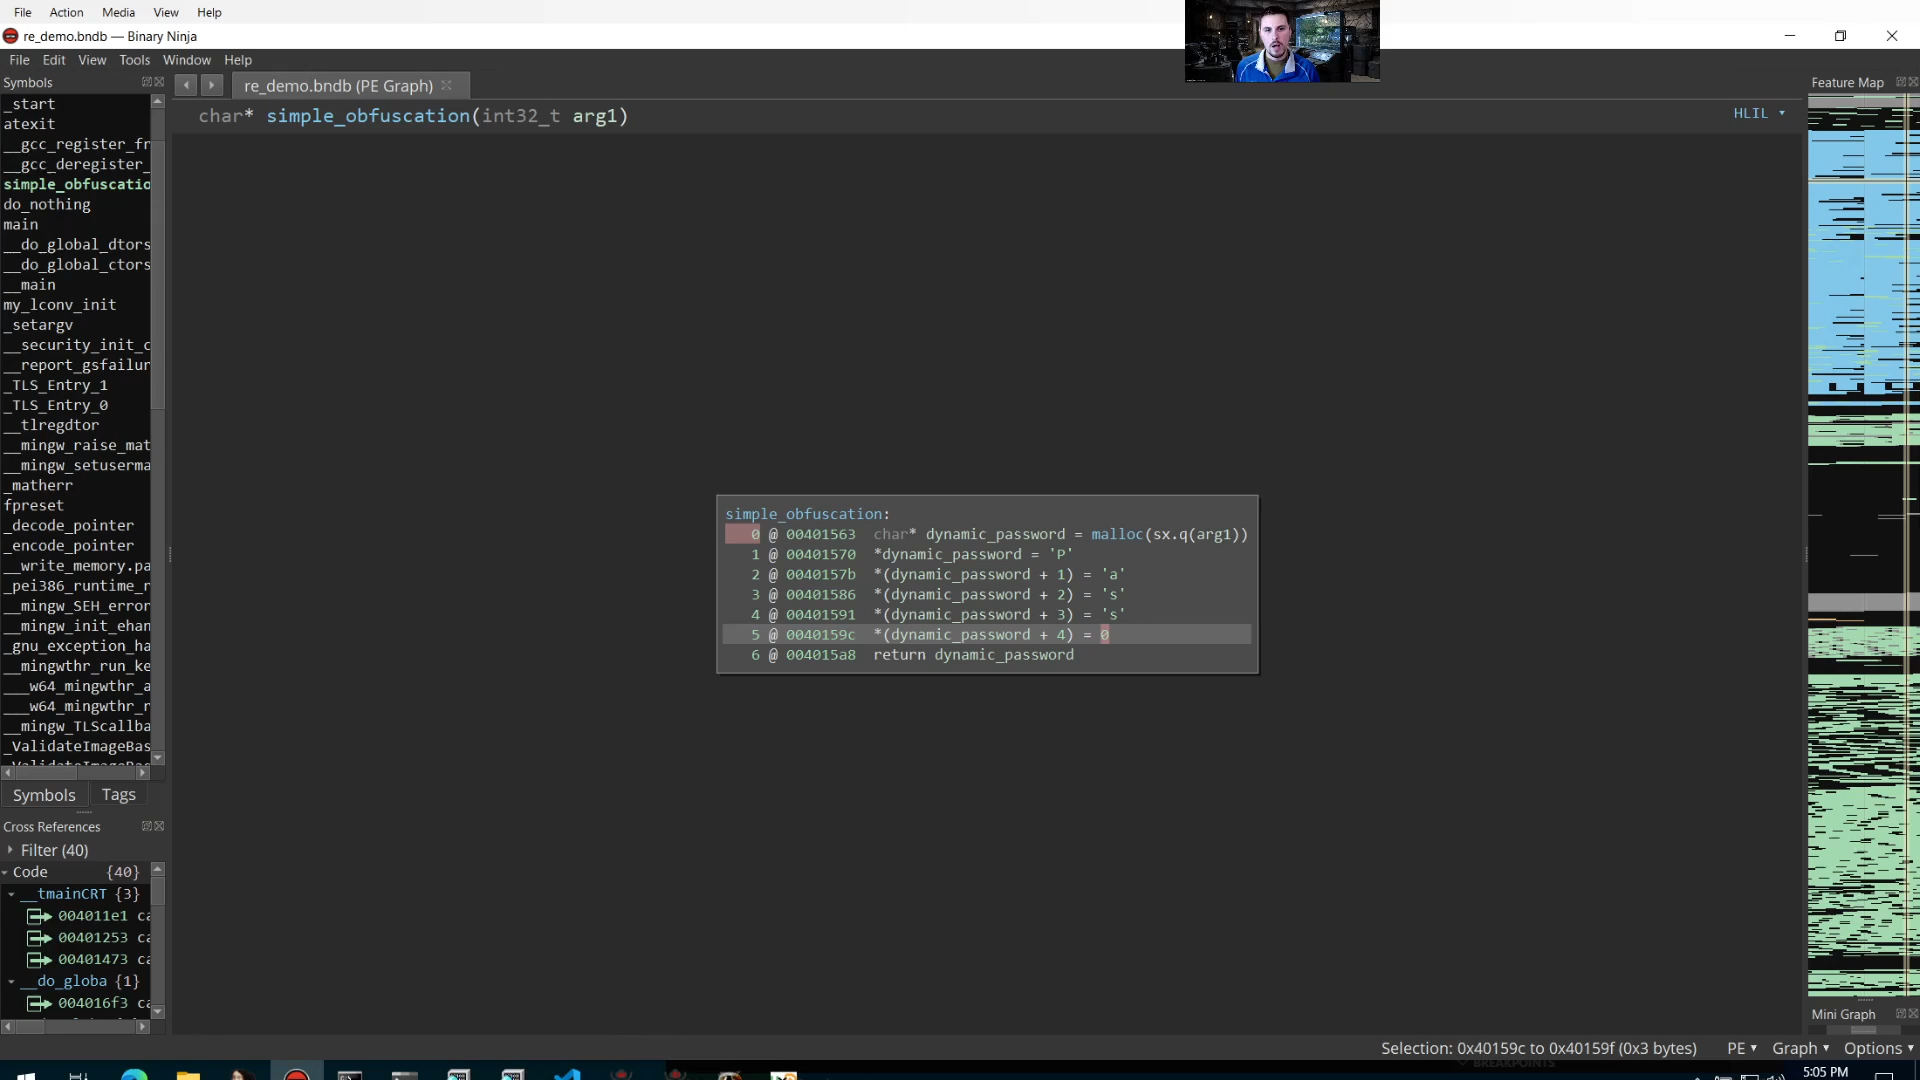 File Action Media View Help
re_demo.bndb — Binary Ninja
File Edit View Tools Window Help
Symbols
_start
atexit
__gcc_register_fr
__gcc_deregister_
simple_obfuscatio
do_nothing
main
__do_global_dtors
__do_global_ctors
__main
my_lconv_init
_setargv
__security_init_c
__report_gsfailur
_TLS_Entry_1
_TLS_Entry_0
__tlregdtor
__mingw_raise_mat
__mingw_setuserma
_matherr
fpreset
_decode_pointer
_encode_pointer
__write_memory.pa
_pei386_runtime_r
__mingw_SEH_error
__mingw_init_ehan
_gnu_exception_ha
__mingwthr_run_ke
___w64_mingwthr_a
___w64_mingwthr_r
__mingw_TLScallba
_ValidateImageBas
_ValidateImageBas
Symbols Tags
Cross References
Filter (40)
Code {40}
__tmainCRT {3}
004011e1 ca
00401253 ca
00401473 ca
__do_globa {1}
004016f3 ca
re_demo.bndb (PE Graph)
char* simple_obfuscation(int32_t arg1)
HLIL
simple_obfuscation:
0 @ 00401563 char* dynamic_password = malloc(sx.q(arg1))
1 @ 00401570 *dynamic_password = 'P'
2 @ 0040157b *(dynamic_password + 1) = 'a'
3 @ 00401586 *(dynamic_password + 2) = 's'
4 @ 00401591 *(dynamic_password + 3) = 's'
5 @ 0040159c *(dynamic_password + 4) = 0
6 @ 004015a8 return dynamic_password
Feature Map
Mini Graph
Selection: 0x40159c to 0x40159f (0x3 bytes) PE Graph Options
BREAKPOINTS
5:05 PM